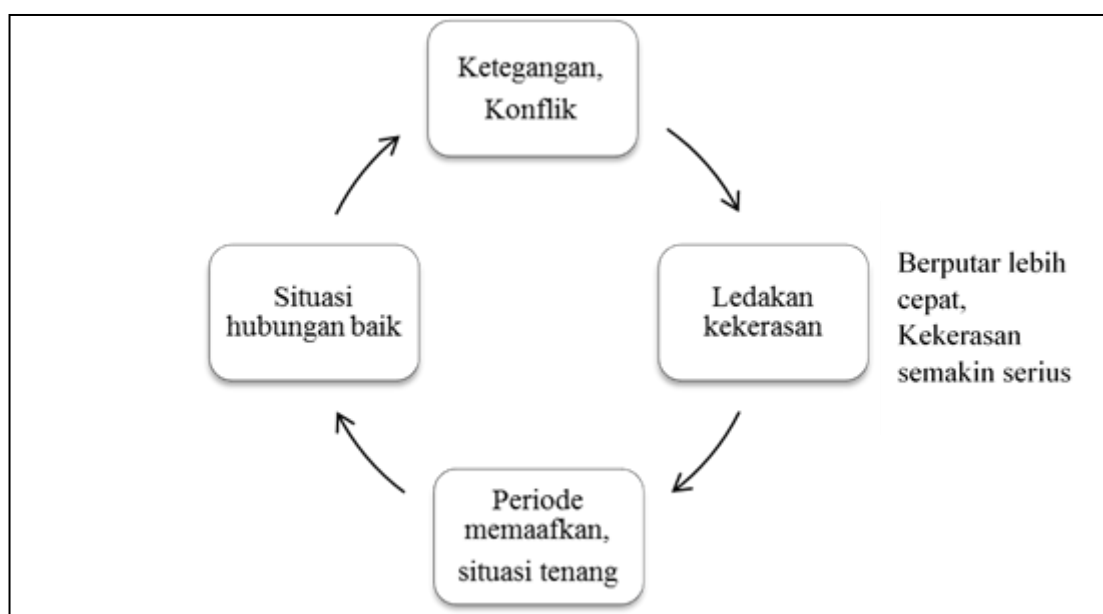 Ketegangan,
Konflik
Situasi
hubungan baik
Ledakan
kekerasan
Berputar lebih
cepat,
Kekerasan
semakin serius
Periode
memaafkan,
situasi tenang